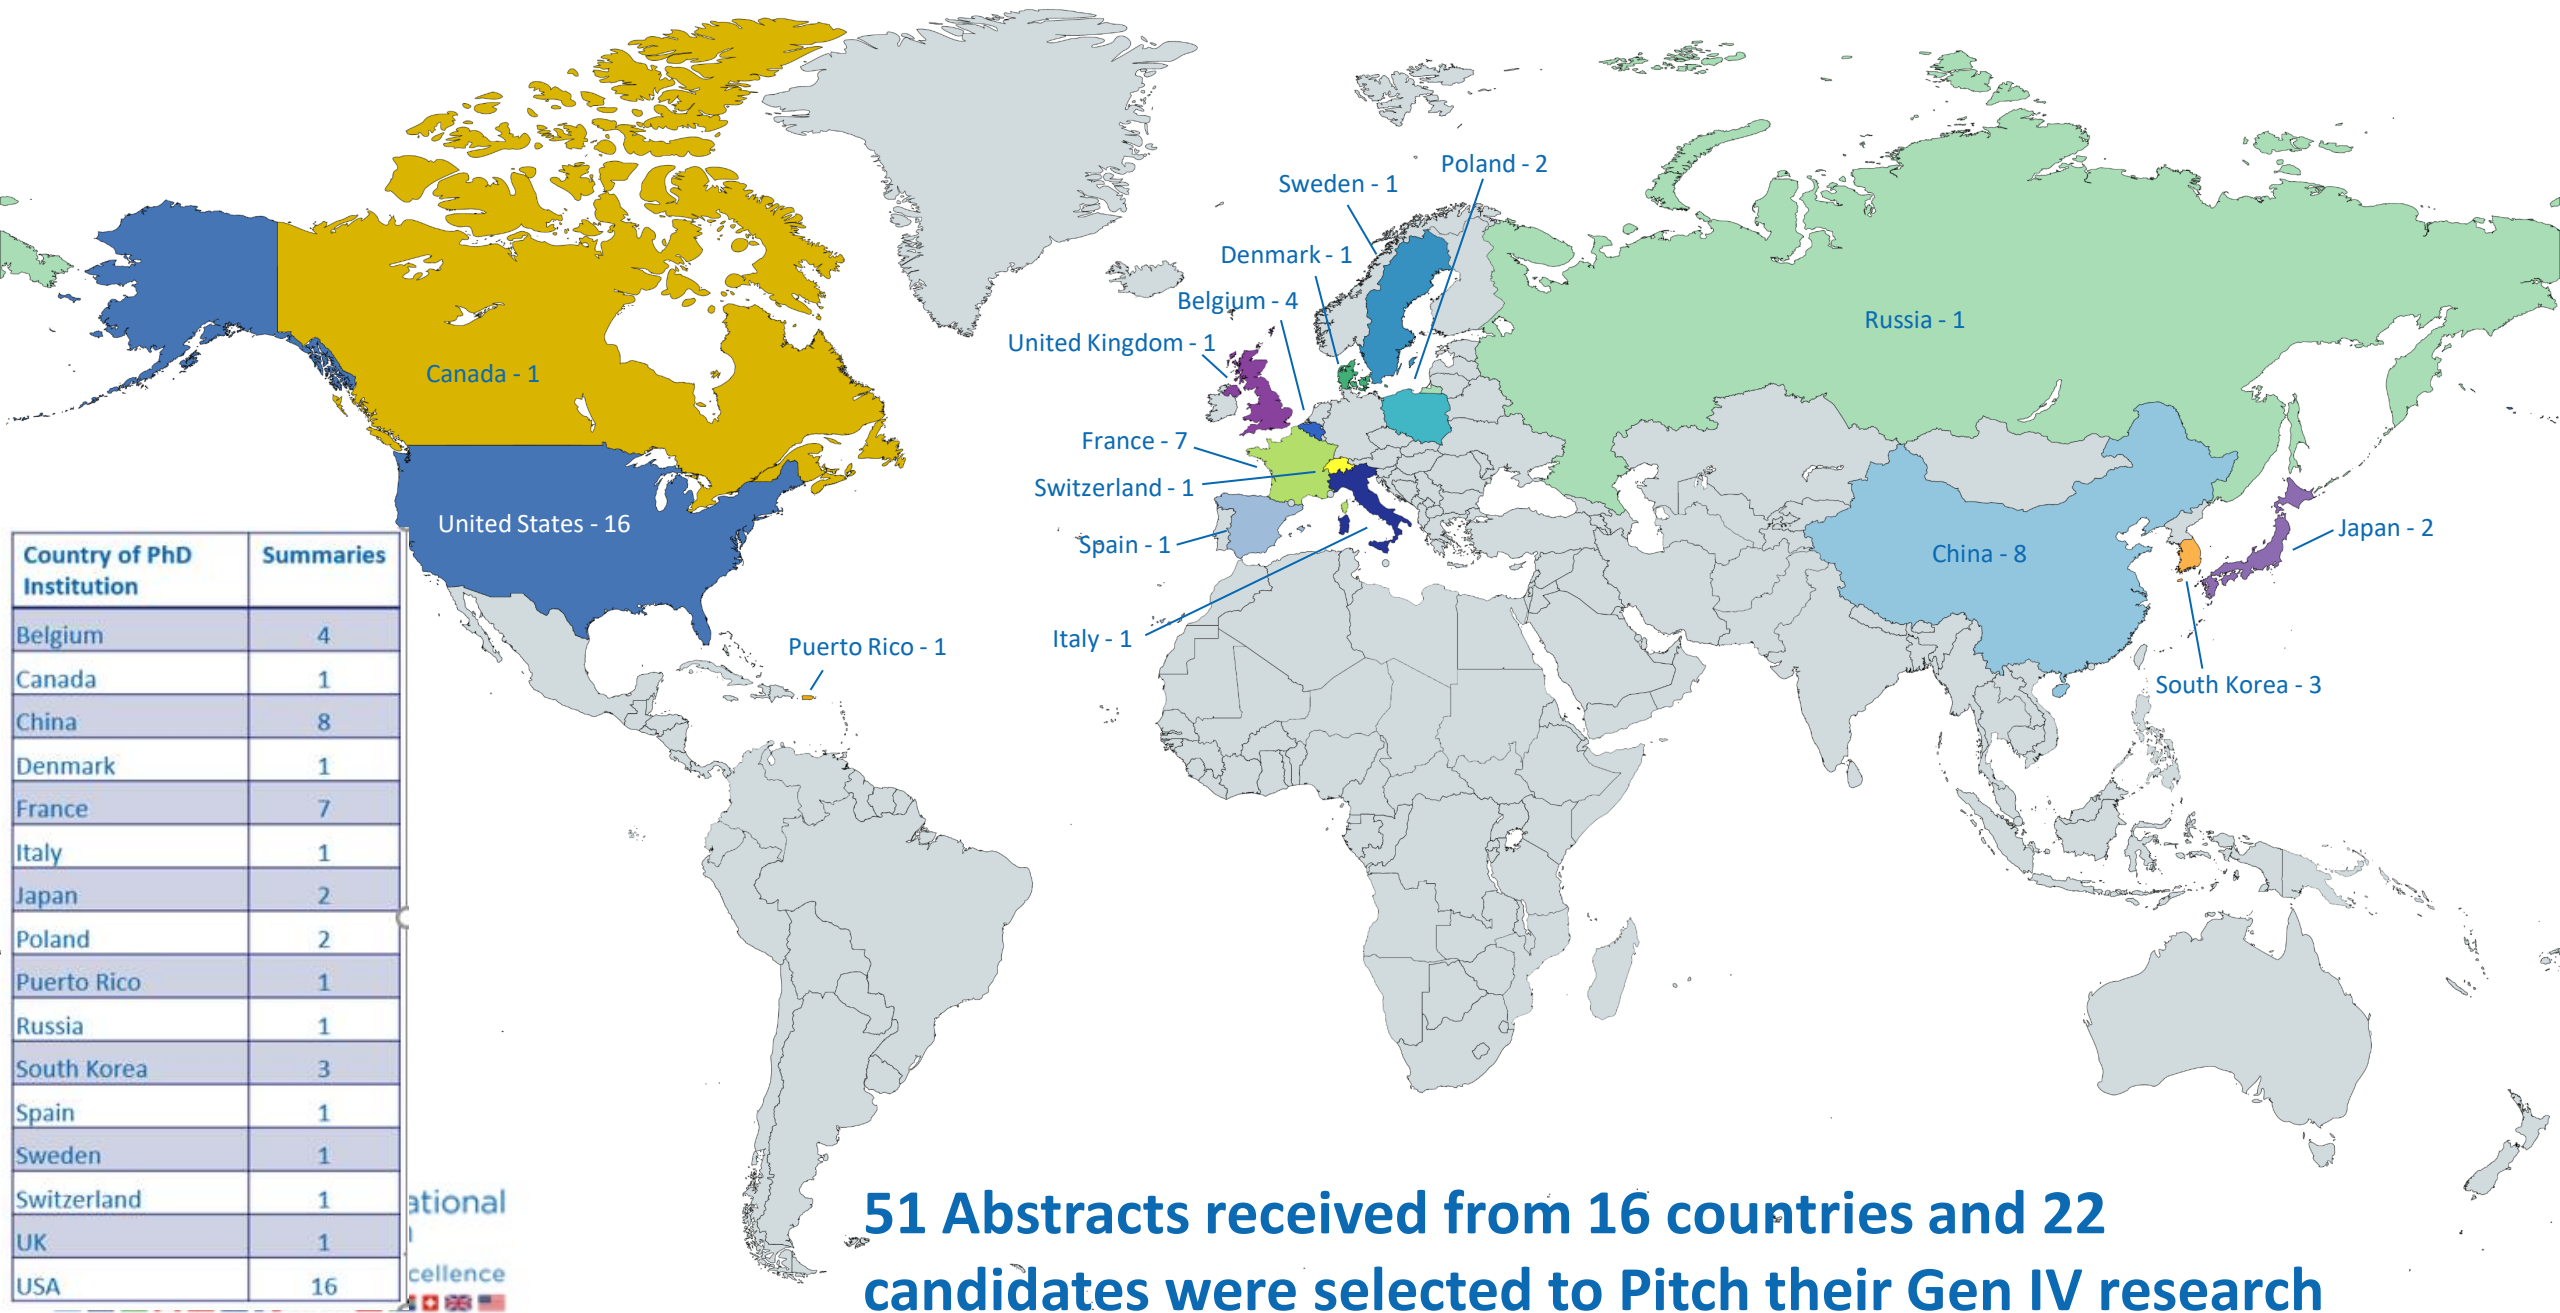 Poland - 2
Sweden - 1
Denmark - 1
Belgium - 4
United Kingdom - 1
Russia - 1
Canada - 1
France - 7
Switzerland - 1
United States - 16
Japan - 2
Spain - 1
China - 8
Italy - 1
Puerto Rico - 1
South Korea - 3
Country of PhD Institution Summaries
Belgium 4
Canada 1
China 8
Denmark 1
France 7
Italy 1
Japan 2
Poland 2
Puerto Rico 1
Russia 1
South Korea 3
Spain 1
Sweden 1
Switzerland 1
UK 1
USA 16
ational
cellence
51 Abstracts received from 16 countries and 22
candidates were selected to Pitch their Gen IV research